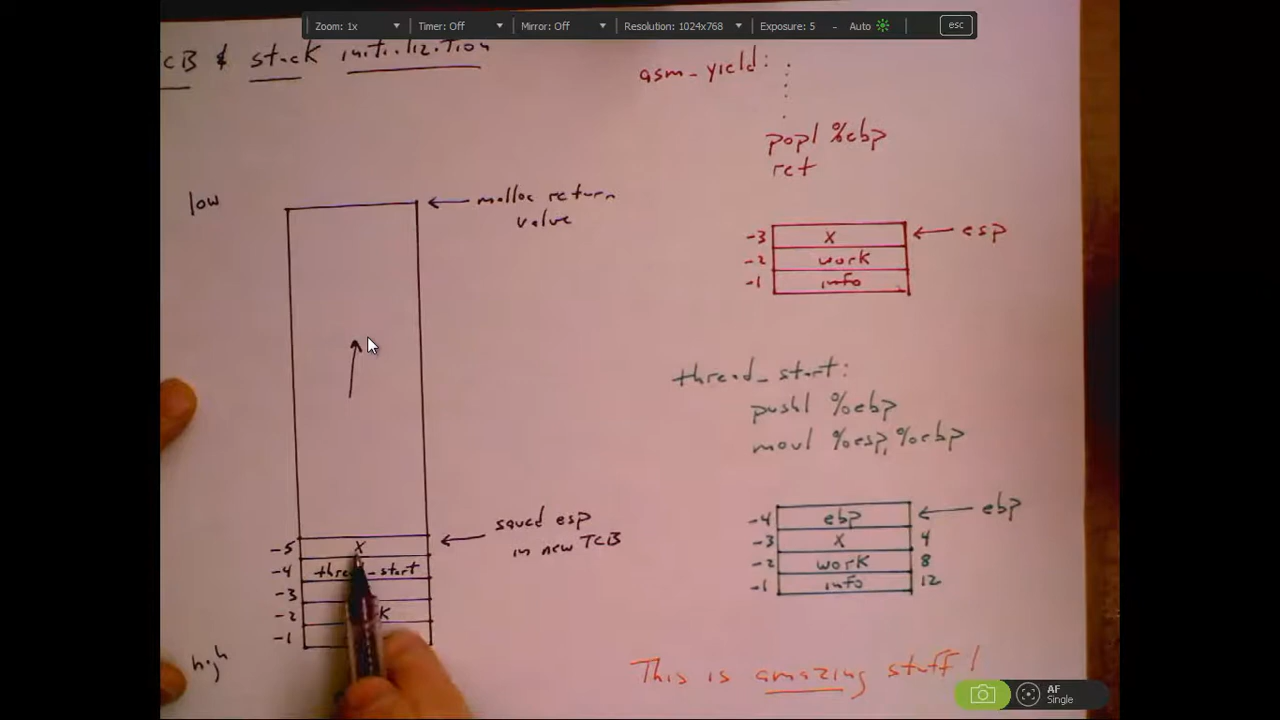 Zoom: 1x Timer: Off Mirror: Off Resolution: 1024x768 Exposure: 5 - Auto esc
TCB & stack initialization
asm_yield:
popl %ebp
ret
low
malloc return
value
-3 X esp
-2 work
-1 info
thread_start:
pushl %ebp
movl %esp, %ebp
saved esp
in new TCB
-5 X
-4 thread_start
-3
-2 K
-1
high
-4 ebp ebp
-3 X 4
-2 work 8
-1 info 12
This is amazing stuff!
AF
Single